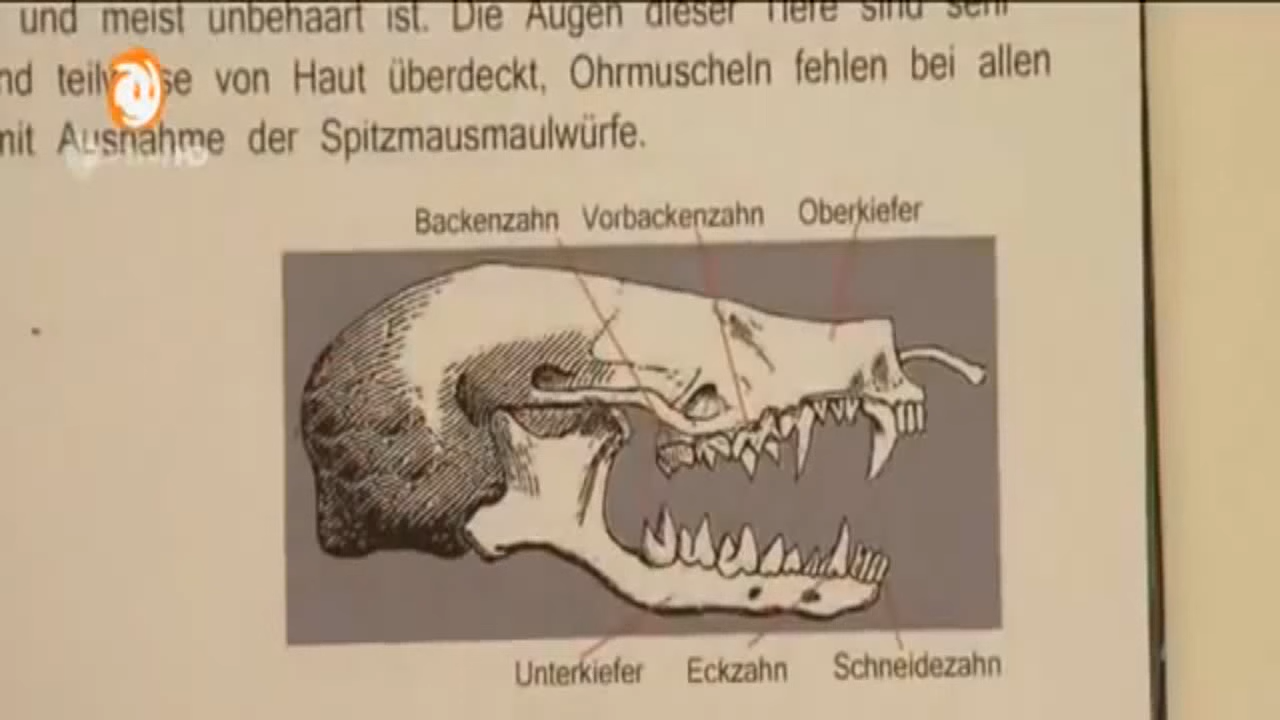 und meist unbehaart ist. Die Augen dieser Tiere sind sehr
nd teilweise von Haut überdeckt, Ohrmuscheln fehlen bei allen
mit Ausnahme der Spitzmausmaulwürfe.
Backenzahn Vorbackenzahn Oberkiefer
Unterkiefer Eckzahn Schneidezahn